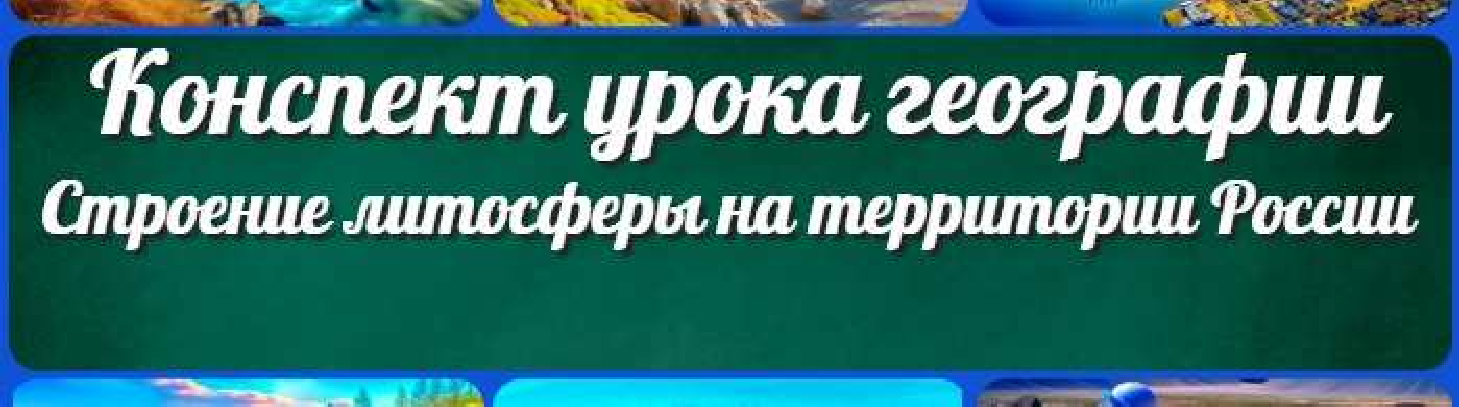 Конспект урока географии
Строение литосферы на территории России